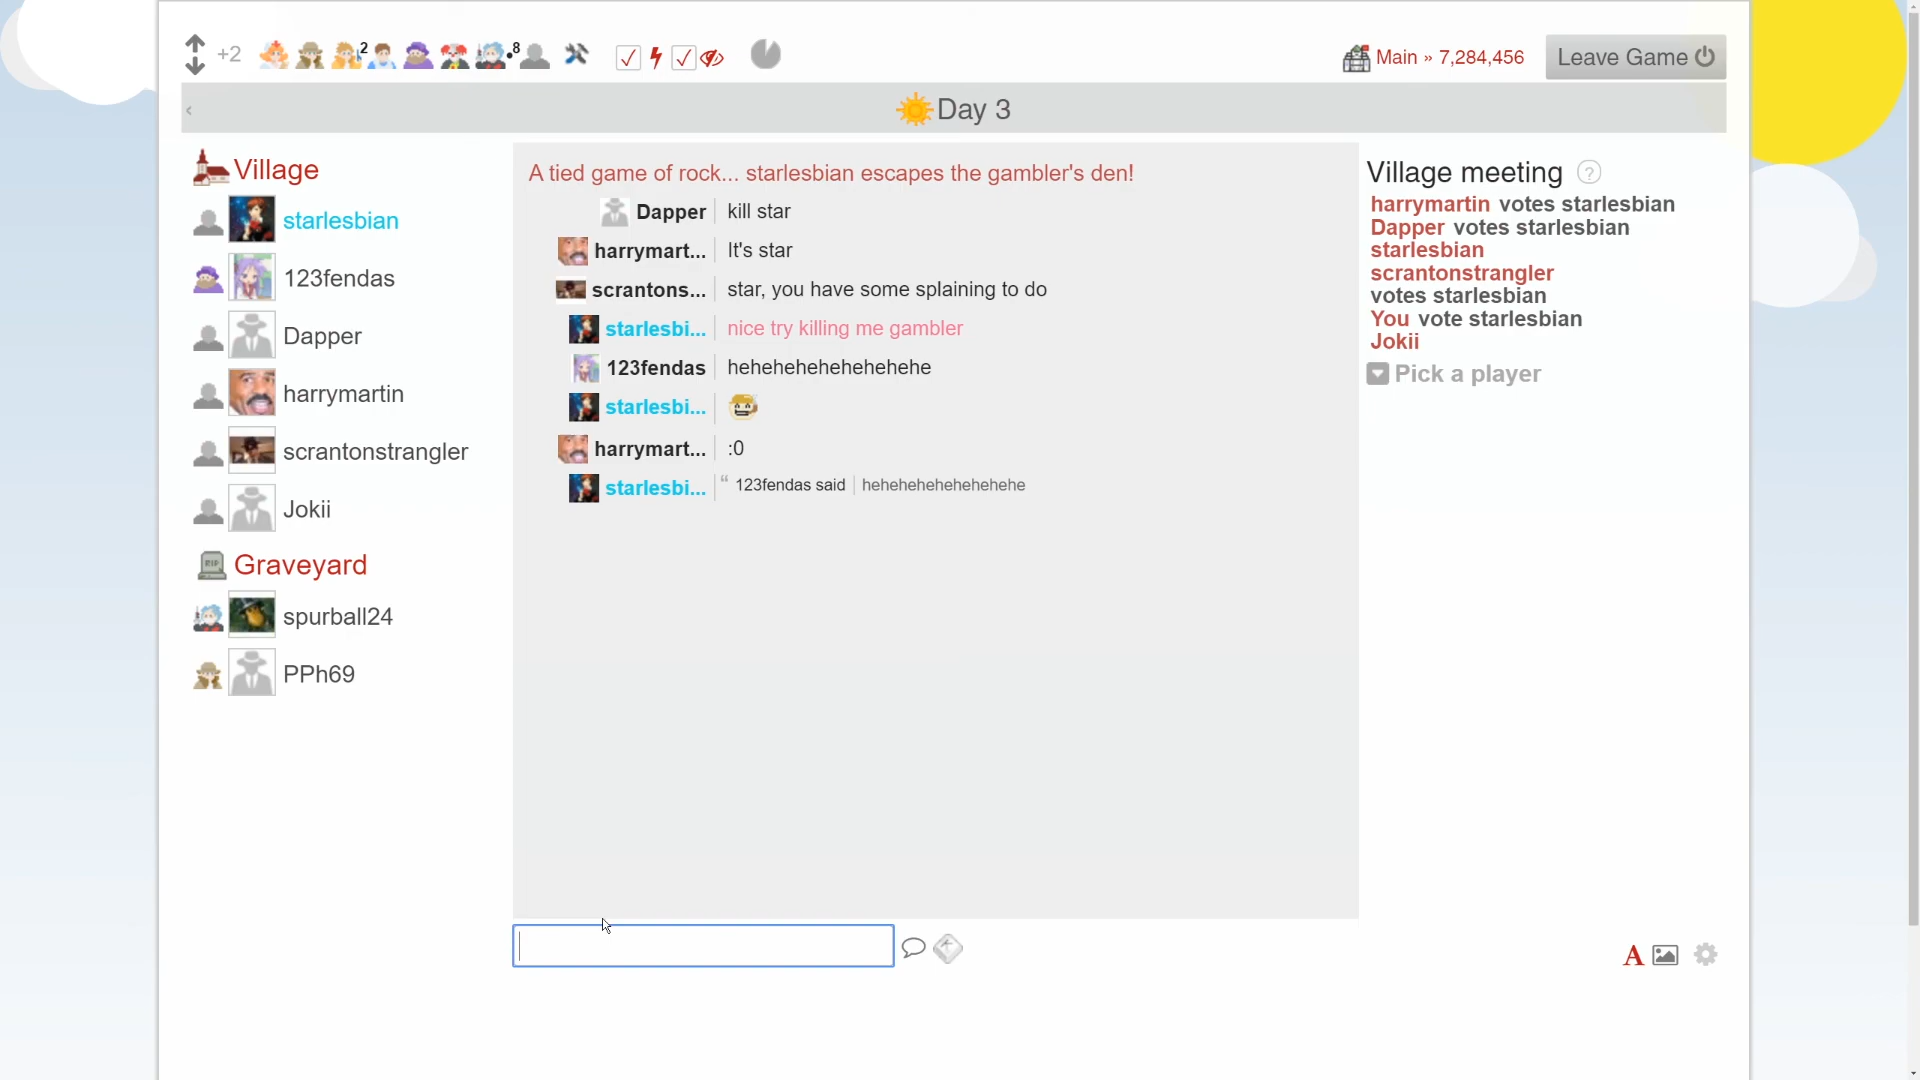 +2
2
8
Main » 7,284,456
Leave Game
‹
Day 3
Village
starlesbian
123fendas
Dapper
harrymartin
scrantonstrangler
Jokii
Graveyard
RIP
spurball24
PPh69
A tied game of rock... starlesbian escapes the gambler's den!
Dapper kill star
harrymart... It's star
scrantons... star, you have some splaining to do
starlesbi... nice try killing me gambler
123fendas hehehehehehehehe
starlesbi...
harrymart... :0
starlesbi... “ 123fendas said hehehehehehehehe
Village meeting ?
harrymartin votes starlesbian
Dapper votes starlesbian
starlesbian
scrantonstrangler
votes starlesbian
You vote starlesbian
Jokii
Pick a player
A